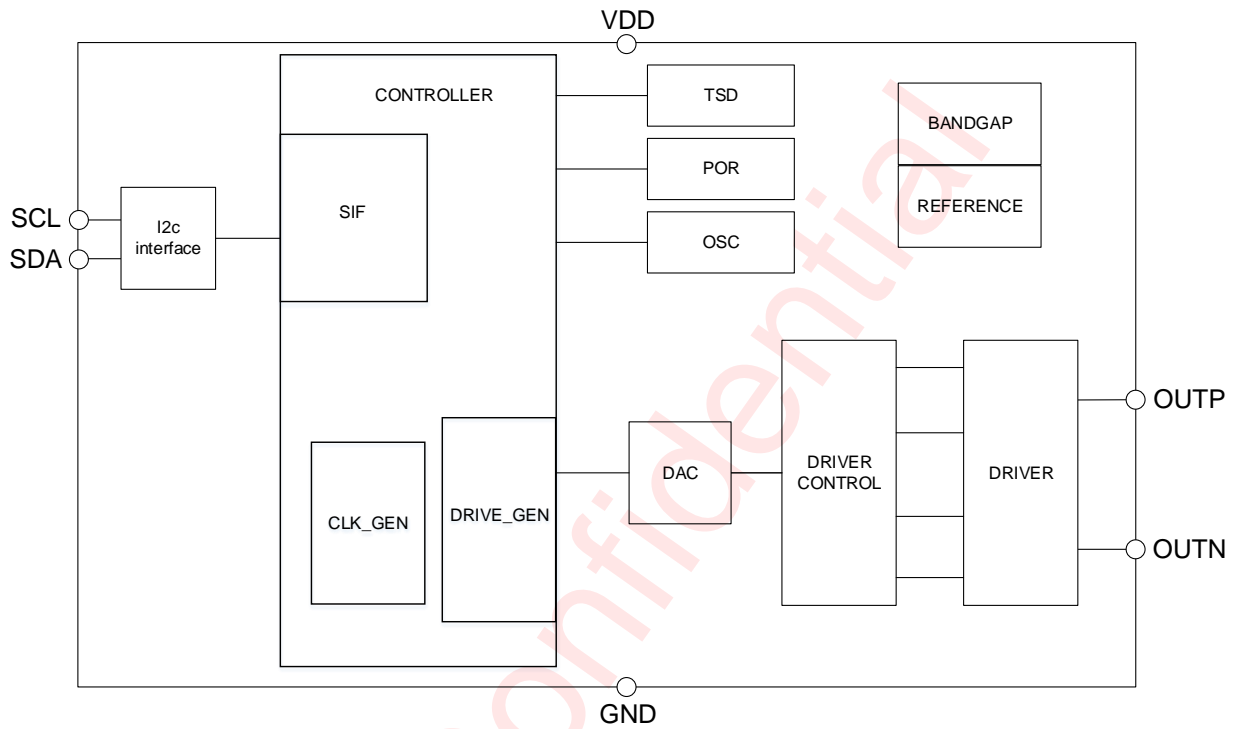 VDD
CONTROLLER
TSD
BANDGAP
POR
REFERENCE
SIF
SCL
I2c
interface
OSC
SDA
OUTP
DRIVER
CONTROL
DAC
DRIVER
CLK_GEN
DRIVE_GEN
OUTN
GND
Confidential